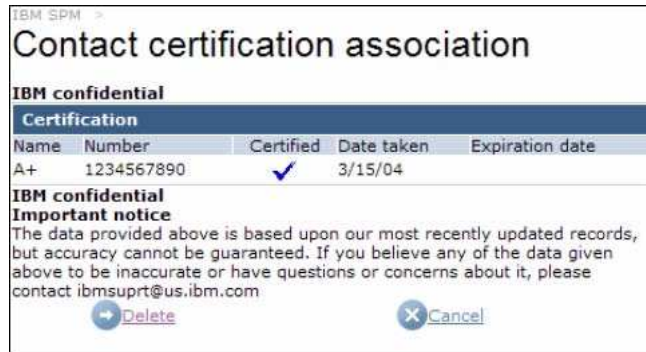 IBM SPM >
Contact certification association
IBM confidential
Certification
Name Number Certified Date taken Expiration date
A+ 1234567890 3/15/04
IBM confidential
Important notice
The data provided above is based upon our most recently updated records,
but accuracy cannot be guaranteed. If you believe any of the data given
above to be inaccurate or have questions or concerns about it, please
contact ibmsuprt@us.ibm.com
Delete Cancel